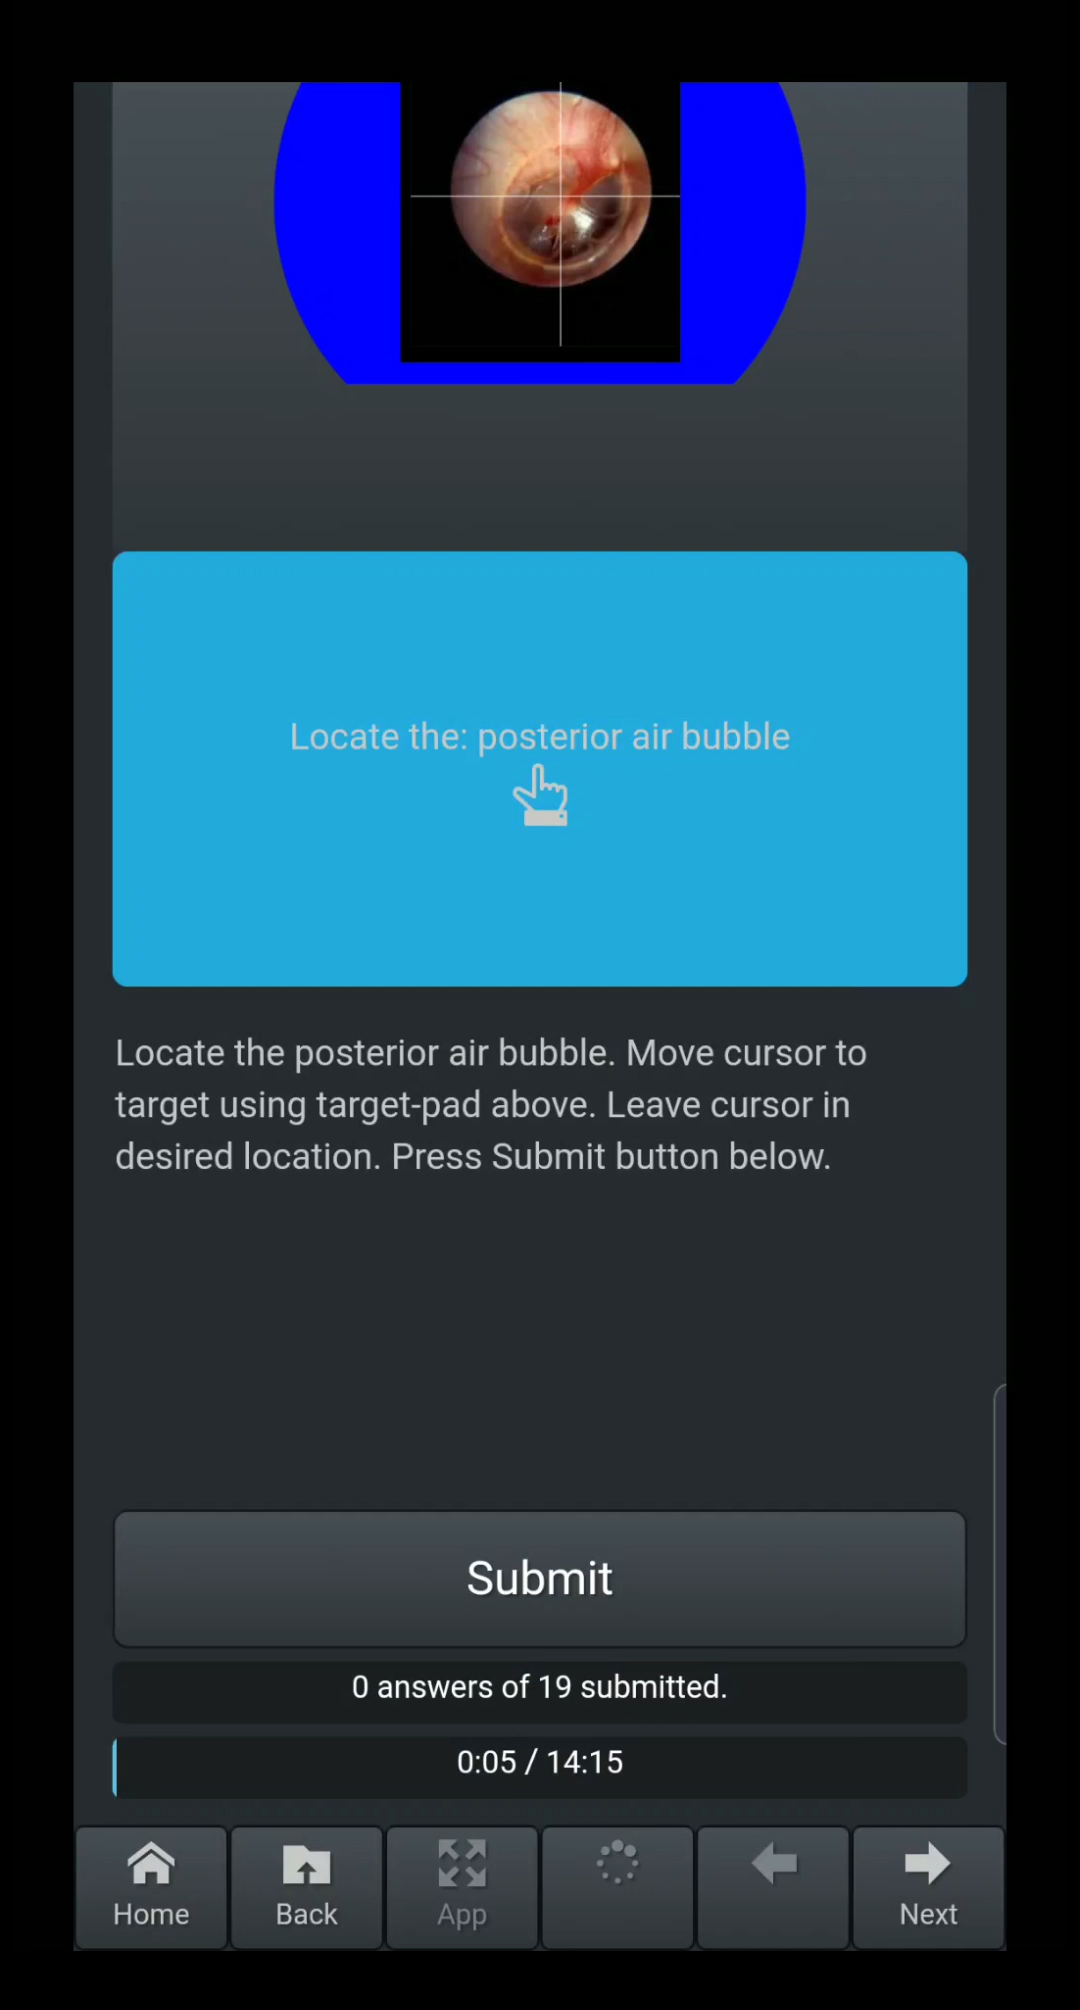 Locate the: posterior air bubble
Locate the posterior air bubble. Move cursor to
target using target-pad above. Leave cursor in
desired location. Press Submit button below.
Submit
0 answers of 19 submitted.
0:05 / 14:15
Home
Back
App
Next